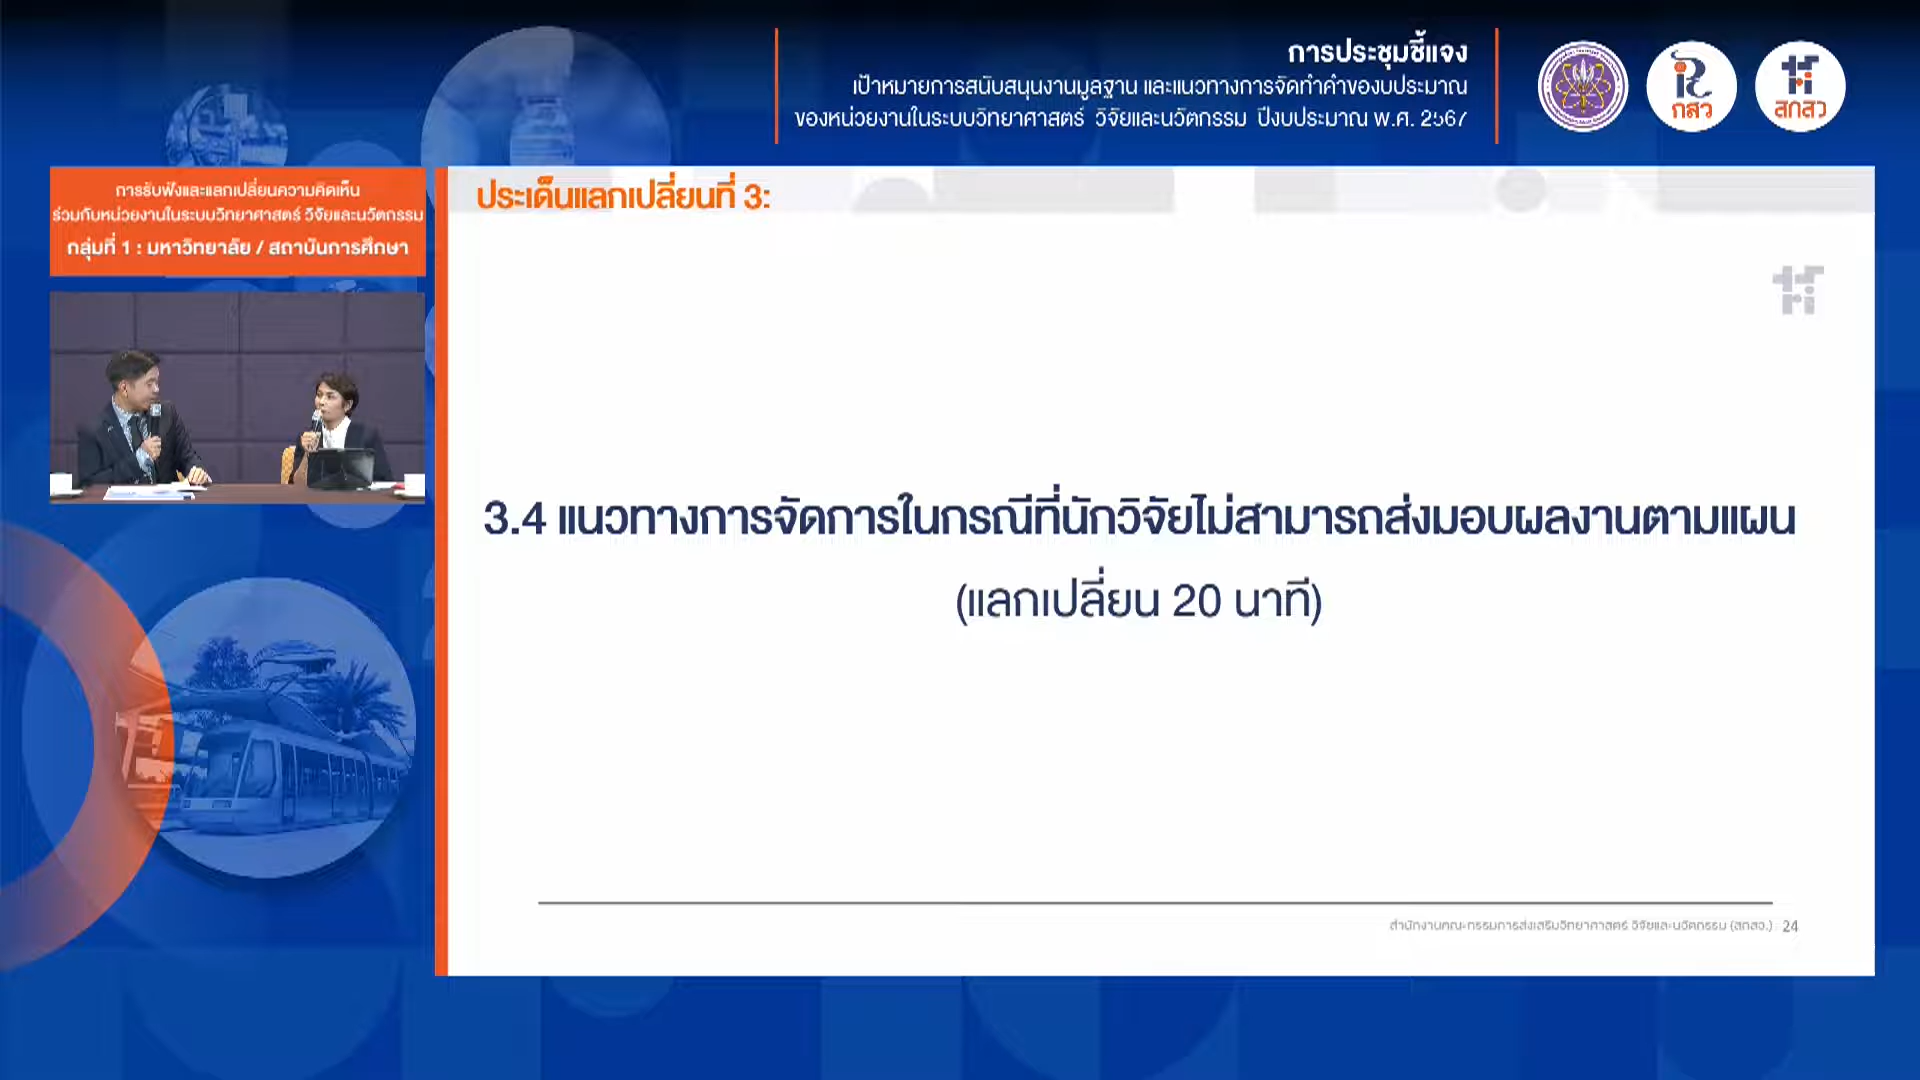 การประชุมชี้แจง
เป้าหมายการสนับสนุนงานมูลฐาน และแนวทางการจัดทำคำของบประมาณ
ของหน่วยงานในระบบวิทยาศาสตร์ วิจัยและนวัตกรรม ปีงบประมาณ พ.ศ. 2567
กสว
สกสว
การรับฟังและแลกเปลี่ยนความคิดเห็น
ร่วมกับหน่วยงานในระบบวิทยาศาสตร์ วิจัยและนวัตกรรม
กลุ่มที่ 1 : มหาวิทยาลัย / สถาบันการศึกษา
ประเด็นแลกเปลี่ยนที่ 3:
3.4 แนวทางการจัดการในกรณีที่นักวิจัยไม่สามารถส่งมอบผลงานตามแผน
(แลกเปลี่ยน 20 นาที)
สำนักงานคณะกรรมการส่งเสริมวิทยาศาสตร์ วิจัยและนวัตกรรม (สกสว.) 24